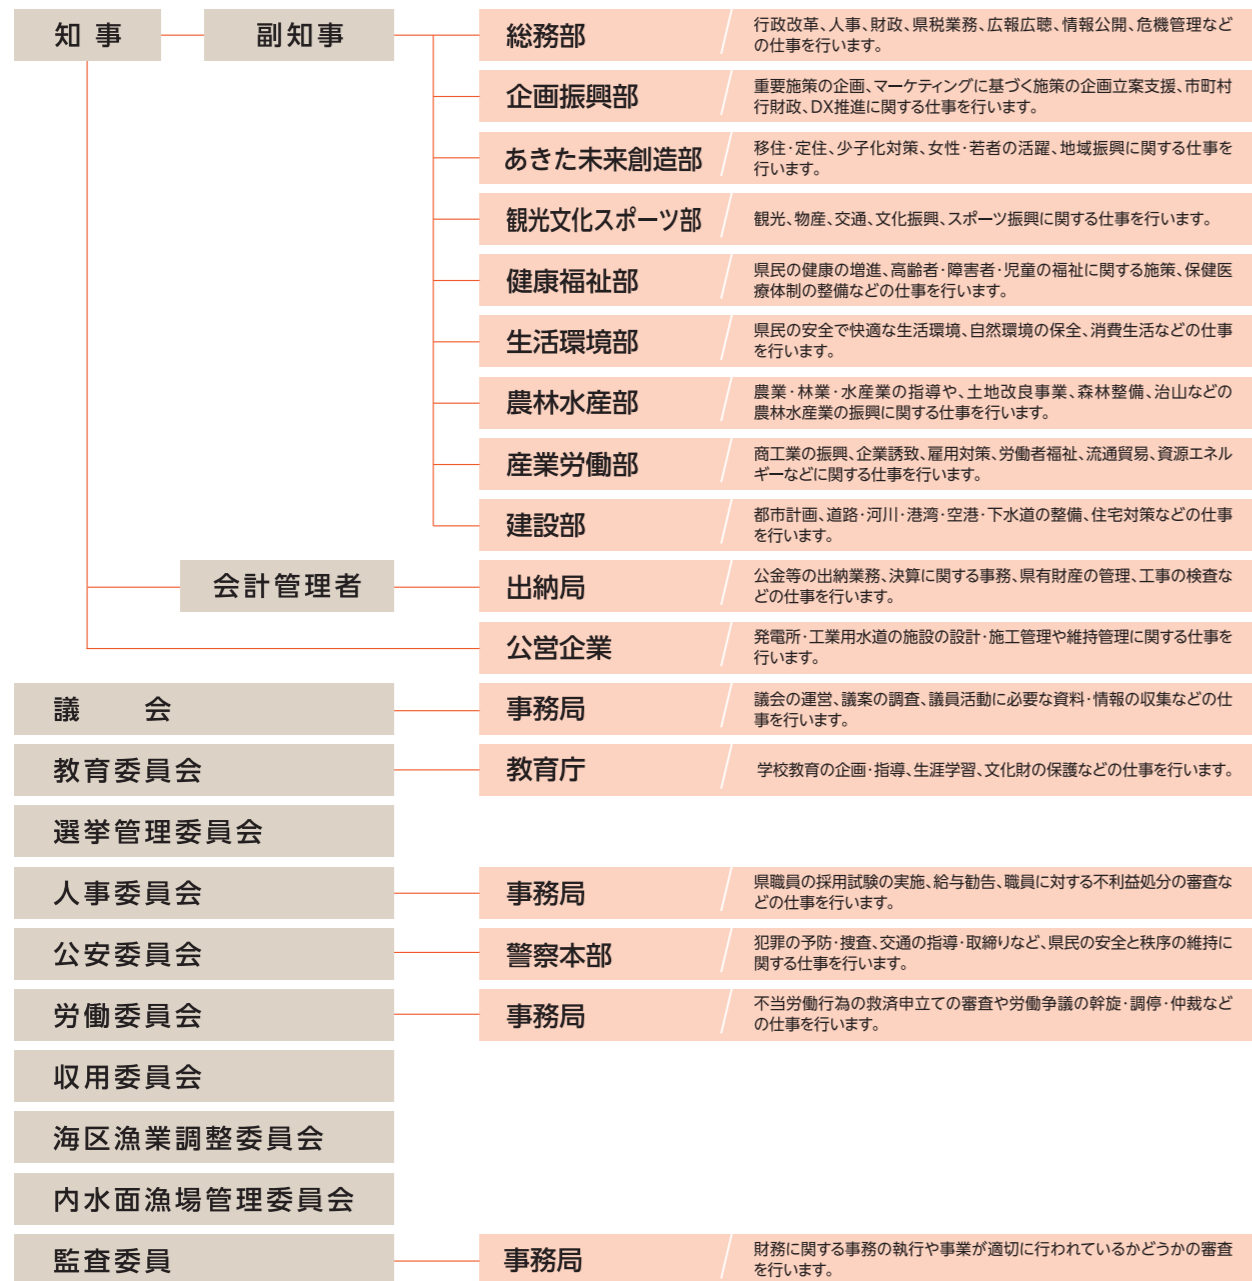 知 事
副知事
総務部
行政改革、人事、財政、県税業務、広報広聴、情報公開、危機管理など
の仕事を行います。
企画振興部
重要施策の企画、マーケティングに基づく施策の企画立案支援、市町村
行財政、DX推進に関する仕事を行います。
あきた未来創造部
移住・定住、少子化対策、女性・若者の活躍、地域振興に関する仕事を
行います。
観光文化スポーツ部
観光、物産、交通、文化振興、スポーツ振興に関する仕事を行います。
健康福祉部
県民の健康の増進、高齢者・障害者・児童の福祉に関する施策、保健医
療体制の整備などの仕事を行います。
生活環境部
県民の安全で快適な生活環境、自然環境の保全、消費生活などの仕事
を行います。
農林水産部
農業・林業・水産業の指導や、土地改良事業、森林整備、治山などの
農林水産業の振興に関する仕事を行います。
産業労働部
商工業の振興、企業誘致、雇用対策、労働者福祉、流通貿易、資源エネル
ギーなどに関する仕事を行います。
建設部
都市計画、道路・河川・港湾・空港・下水道の整備、住宅対策などの仕事
を行います。
会計管理者
出納局
公金等の出納業務、決算に関する事務、県有財産の管理、工事の検査な
どの仕事を行います。
公営企業
発電所・工業用水道の施設の設計・施工管理や維持管理に関する仕事を
行います。
議 会
事務局
議会の運営、議案の調査、議員活動に必要な資料・情報の収集などの仕
事を行います。
教育委員会
教育庁
学校教育の企画・指導、生涯学習、文化財の保護などの仕事を行います。
選挙管理委員会
人事委員会
事務局
県職員の採用試験の実施、給与勧告、職員に対する不利益処分の審査な
どの仕事を行います。
公安委員会
警察本部
犯罪の予防・捜査、交通の指導・取締りなど、県民の安全と秩序の維持に
関する仕事を行います。
労働委員会
事務局
不当労働行為の救済申立ての審査や労働争議の幹旋・調停・仲裁など
の仕事を行います。
収用委員会
海区漁業調整委員会
内水面漁場管理委員会
監査委員
事務局
財務に関する事務の執行や事業が適切に行われているかどうかの審査
を行います。